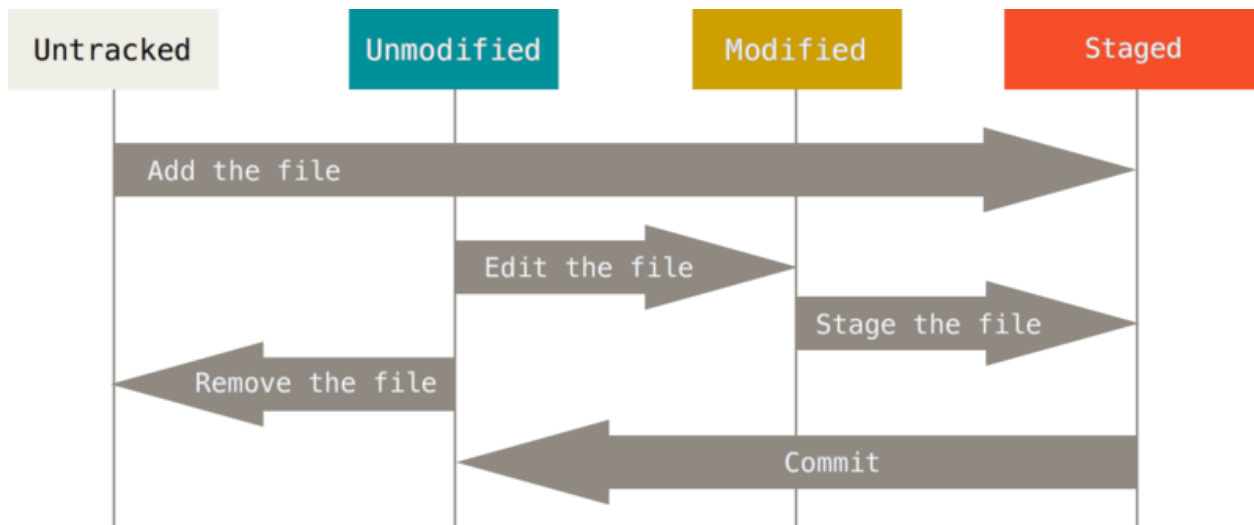 Untracked
Unmodified
Modified
Staged
Add the file
Edit the file
Stage the file
Remove the file
Commit